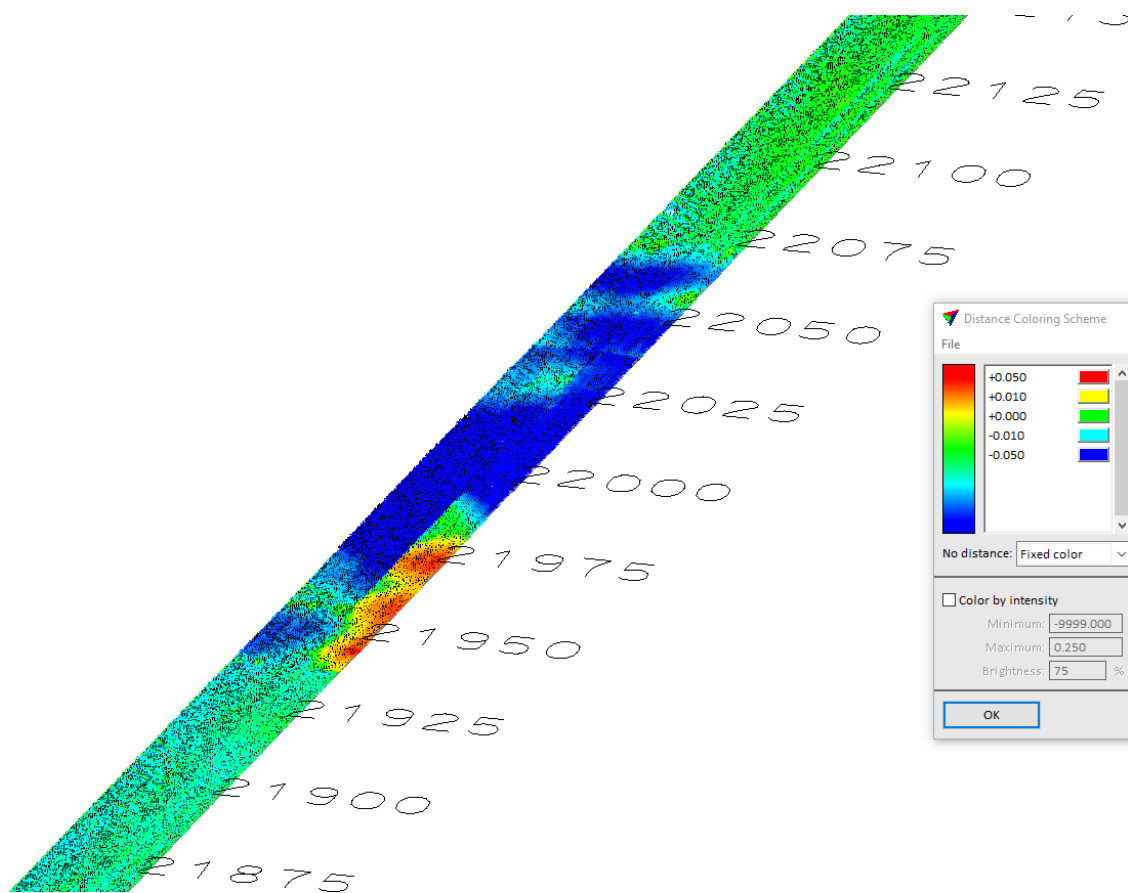 22125
22100
22075
22050
22025
22000
21975
21950
21925
21900
21875
Distance Coloring Scheme
File
+0.050
+0.010
+0.000
-0.010
-0.050
No distance: Fixed color
Color by intensity
Minimum: -9999.000
Maximum: 0.250
Brightness: 75 %
OK